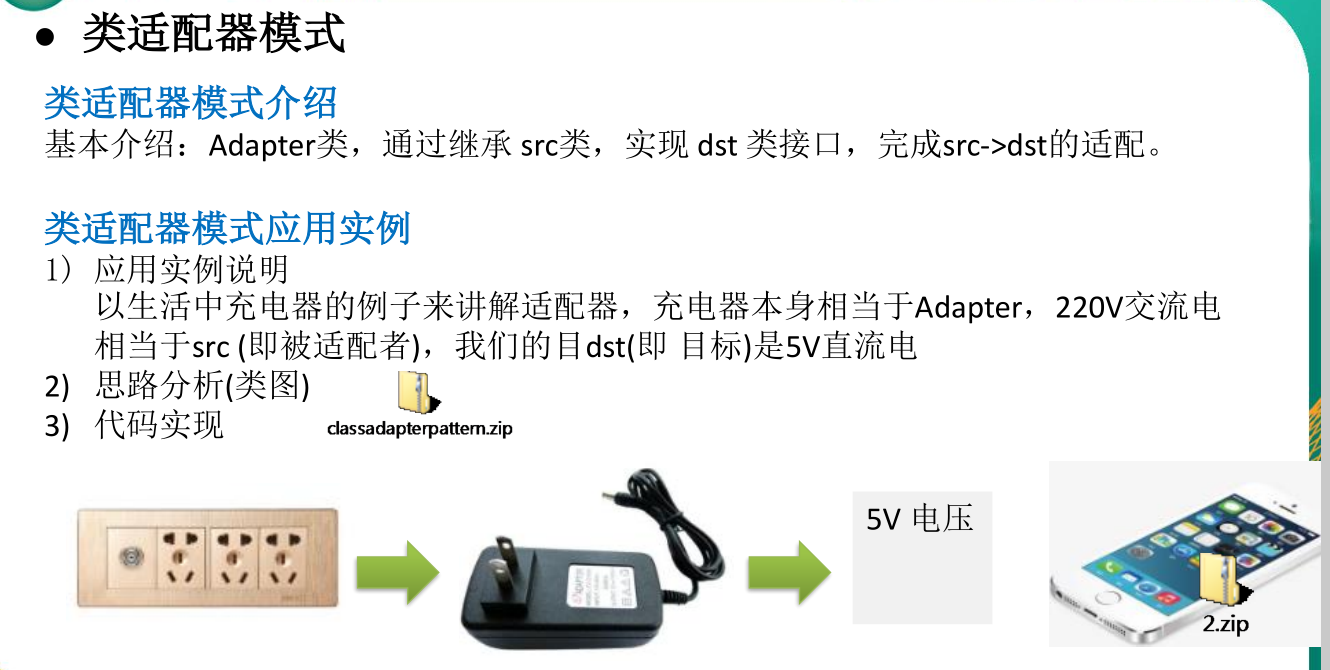 ● 类适配器模式
类适配器模式介绍
基本介绍：Adapter类，通过继承 src类，实现 dst 类接口，完成src->dst的适配。
类适配器模式应用实例
1) 应用实例说明
以生活中充电器的例子来讲解适配器，充电器本身相当于Adapter，220V交流电
相当于src (即被适配者)，我们的目dst(即 目标)是5V直流电
2) 思路分析(类图)
3) 代码实现
classadapterpattern.zip
ADAPTER
5V 电压
2.zip